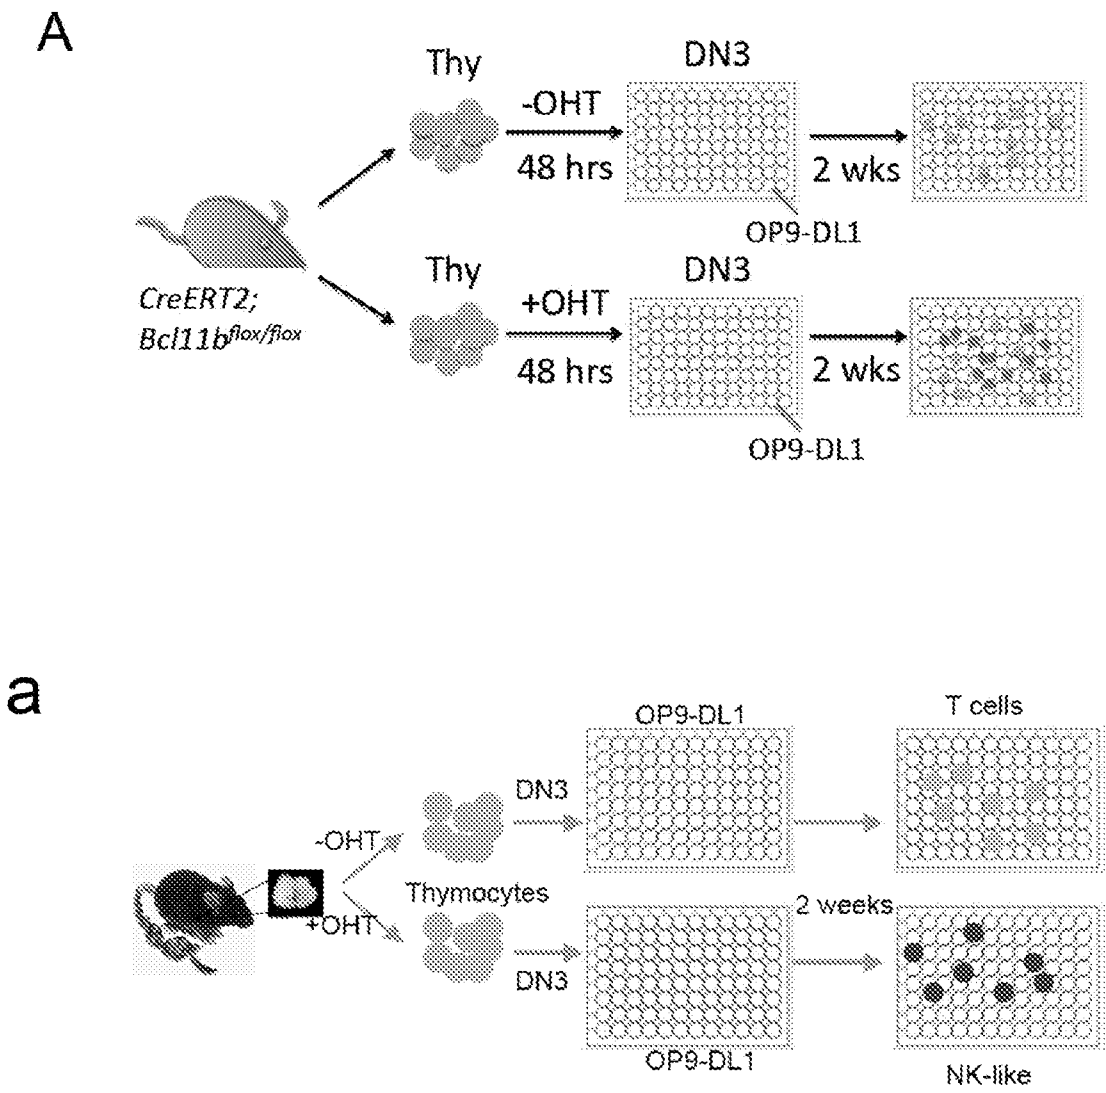 A
Thy
-OHT
48 hrs
DN3
2 wks
OP9-DL1
CreERT2;
Bcl11bflox/flox
Thy
+OHT
48 hrs
DN3
2 wks
OP9-DL1
a
OP9-DL1
T cells
DN3
-OHT
Thymocytes
+OHT
2 weeks
DN3
OP9-DL1
NK-like